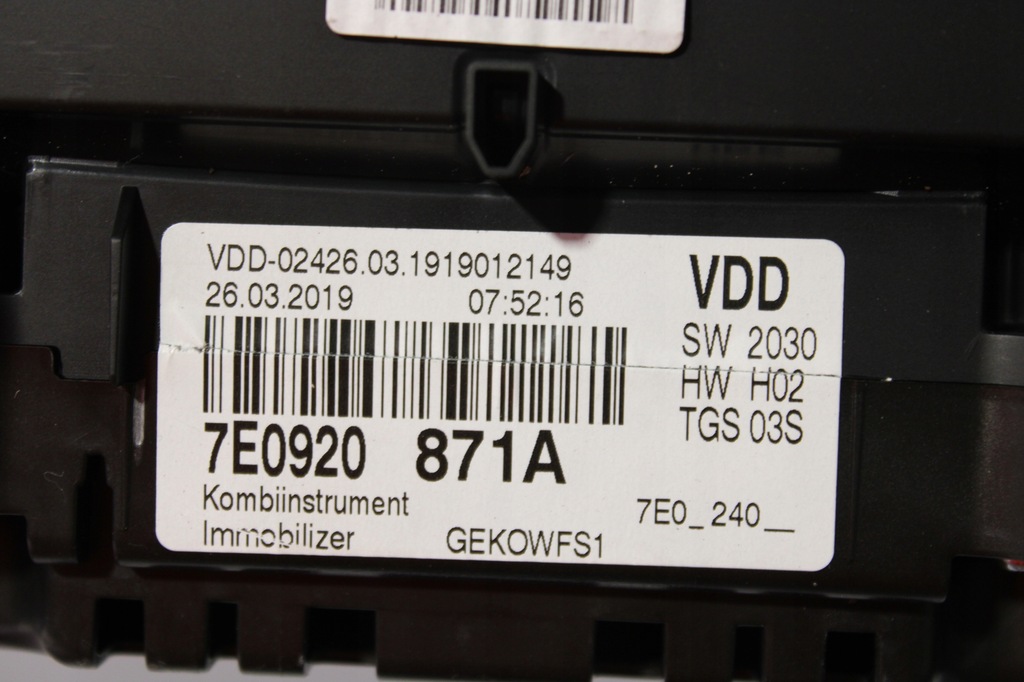 VDD-02426.03.1919012149
26.03.2019 07:52:16
VDD
SW 2030
HW H02
TGS 03S
7E0920 871A
Kombiinstrument
Immobilizer GEKOWFS1
7E0_240__